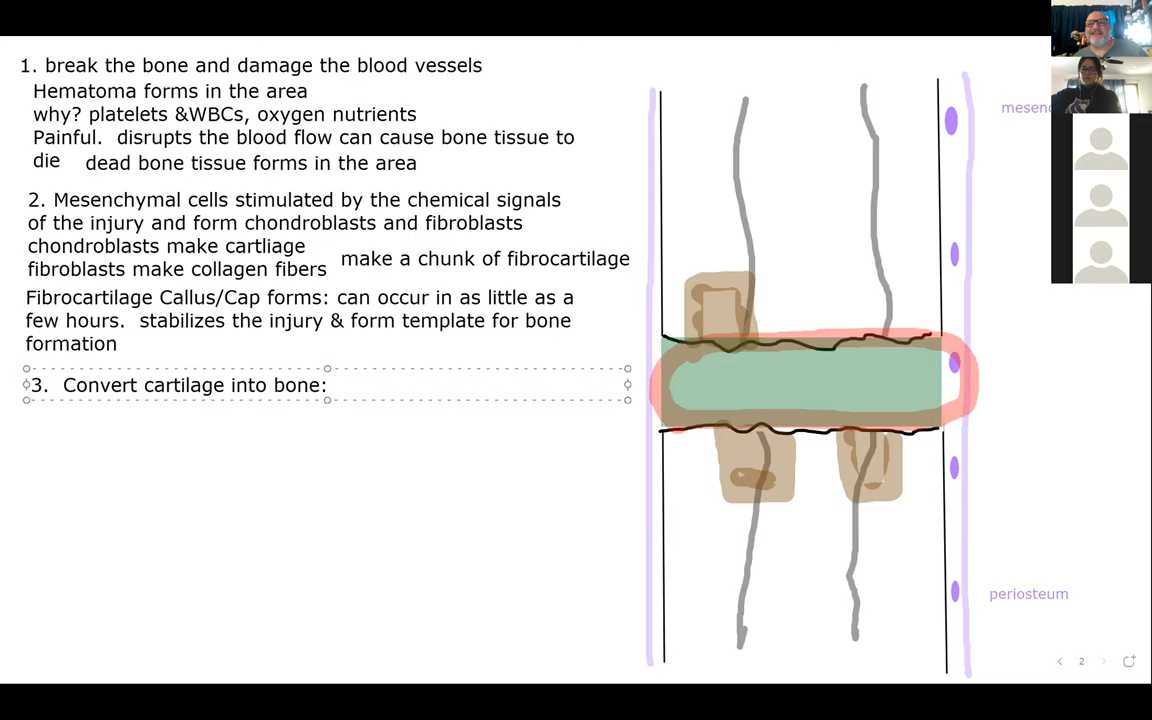 1. break the bone and damage the blood vessels
Hematoma forms in the area
why? platelets &WBCs, oxygen nutrients
Painful.  disrupts the blood flow can cause bone tissue to
die
dead bone tissue forms in the area
2. Mesenchymal cells stimulated by the chemical signals
of the injury and form chondroblasts and fibroblasts
chondroblasts make cartliage
fibroblasts make collagen fibers
make a chunk of fibrocartilage
Fibrocartilage Callus/Cap forms: can occur in as little as a
few hours.  stabilizes the injury & form template for bone
formation
3.  Convert cartilage into bone:
periosteum
2